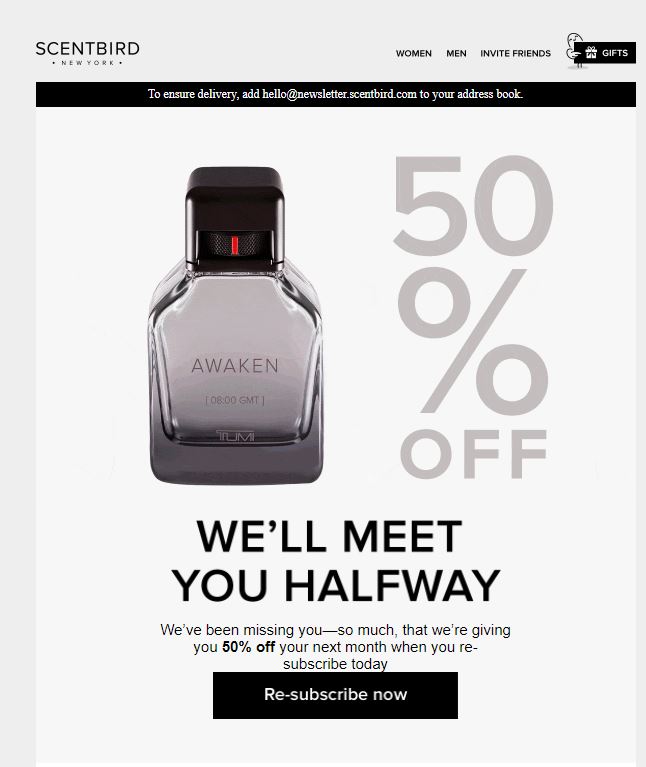 SCENTBIRD
• NEW YORK •
WOMEN MEN INVITE FRIENDS GIFTS
To ensure delivery, add hello@newsletter.scentbird.com to your address book.
50
%
OFF
AWAKEN
[ 08:00 GMT ]
TUMI
WE’LL MEET
YOU HALFWAY
We’ve been missing you—so much, that we’re giving
you 50% off your next month when you re-
subscribe today
Re-subscribe now